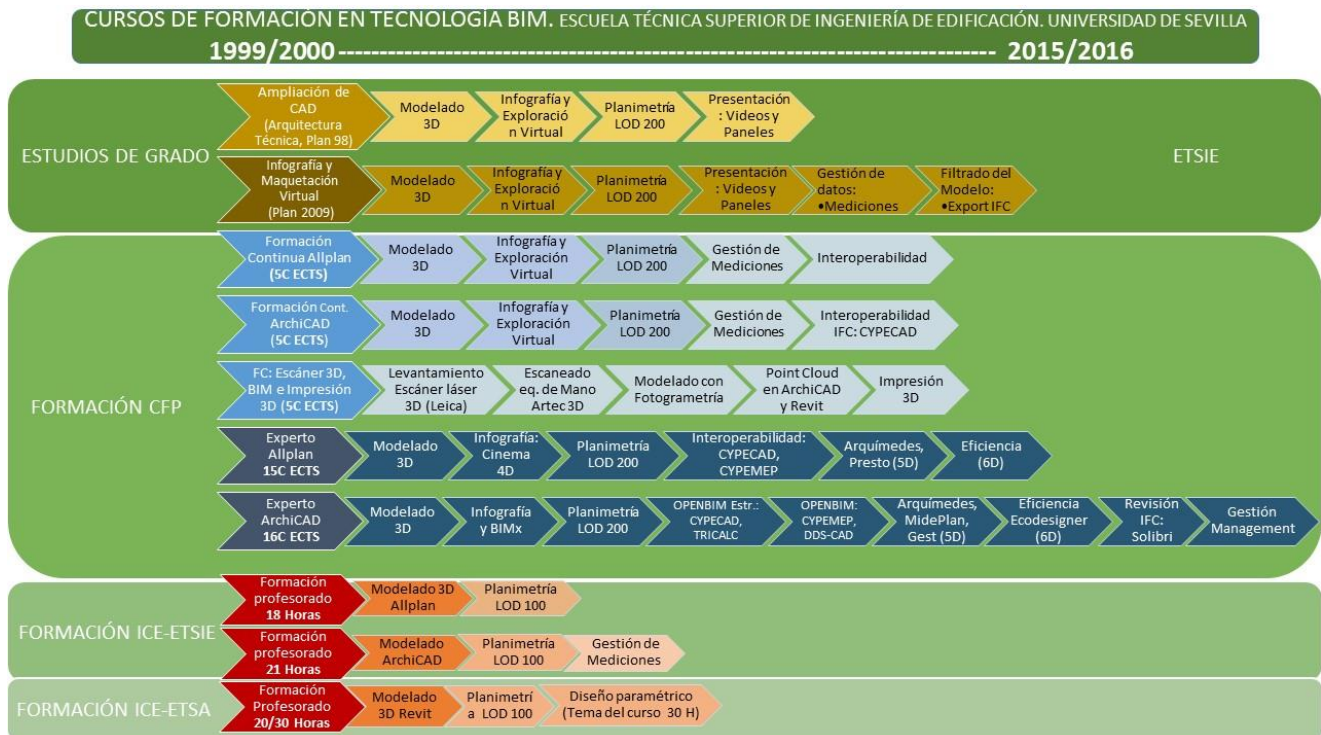 CURSOS DE FORMACIÓN EN TECNOLOGÍA BIM. ESCUELA TÉCNICA SUPERIOR DE INGENIERÍA DE EDIFICACIÓN. UNIVERSIDAD DE SEVILLA
1999/2000-------------------------------------------------------------------------------- 2015/2016
ESTUDIOS DE GRADO
ETSIE
Ampliación de
CAD
(Arquitectura
Técnica, Plan 98)
Modelado
3D
Infografía y
Exploració
n Virtual
Planimetría
LOD 200
Presentación
: Videos y
Paneles
Infografía y
Maquetación
Virtual
(Plan 2009)
Modelado
3D
Infografía y
Exploració
n Virtual
Planimetría
LOD 200
Presentación
: Videos y
Paneles
Gestión de
datos:
•Mediciones
Filtrado del
Modelo:
•Export IFC
FORMACIÓN CFP
Formación
Continua Allplan
(5C ECTS)
Modelado
3D
Infografía y
Exploración
Virtual
Planimetría
LOD 200
Gestión de
Mediciones
Interoperabilidad
Formación Cont.
ArchiCAD
(5C ECTS)
Modelado
3D
Infografía y
Exploración
Virtual
Planimetría
LOD 200
Gestión de
Mediciones
Interoperabilidad
IFC: CYPECAD
FC: Escáner 3D,
BIM e Impresión
3D (5C ECTS)
Levantamiento
Escáner láser
3D (Leica)
Escaneado
eq. de Mano
Artec 3D
Modelado con
Fotogrametría
Point Cloud
en ArchiCAD
y Revit
Impresión
3D
Experto
Allplan
15C ECTS
Modelado
3D
Infografía:
Cinema
4D
Planimetría
LOD 200
Interoperabilidad:
CYPECAD,
CYPEMEP
Arquímedes,
Presto (5D)
Eficiencia
(6D)
Experto
ArchiCAD
16C ECTS
Modelado
3D
Infografía
y BIMx
Planimetría
LOD 200
OPENBIM Estr.:
CYPECAD,
TRICALC
OPENBIM:
CYPEMEP,
DDS-CAD
Arquímedes,
MidePlan,
Gest (5D)
Eficiencia
Ecodesigner
(6D)
Revisión
IFC:
Solibri
Gestión
Management
FORMACIÓN ICE-ETSIE
Formación
profesorado
18 Horas
Modelado 3D
Allplan
Planimetría
LOD 100
Formación
profesorado
21 Horas
Modelado
ArchiCAD
Planimetría
LOD 100
Gestión de
Mediciones
FORMACIÓN ICE-ETSA
Formación
Profesorado
20/30 Horas
Modelado
3D Revit
Planimetrí
a LOD 100
Diseño paramétrico
(Tema del curso 30 H)